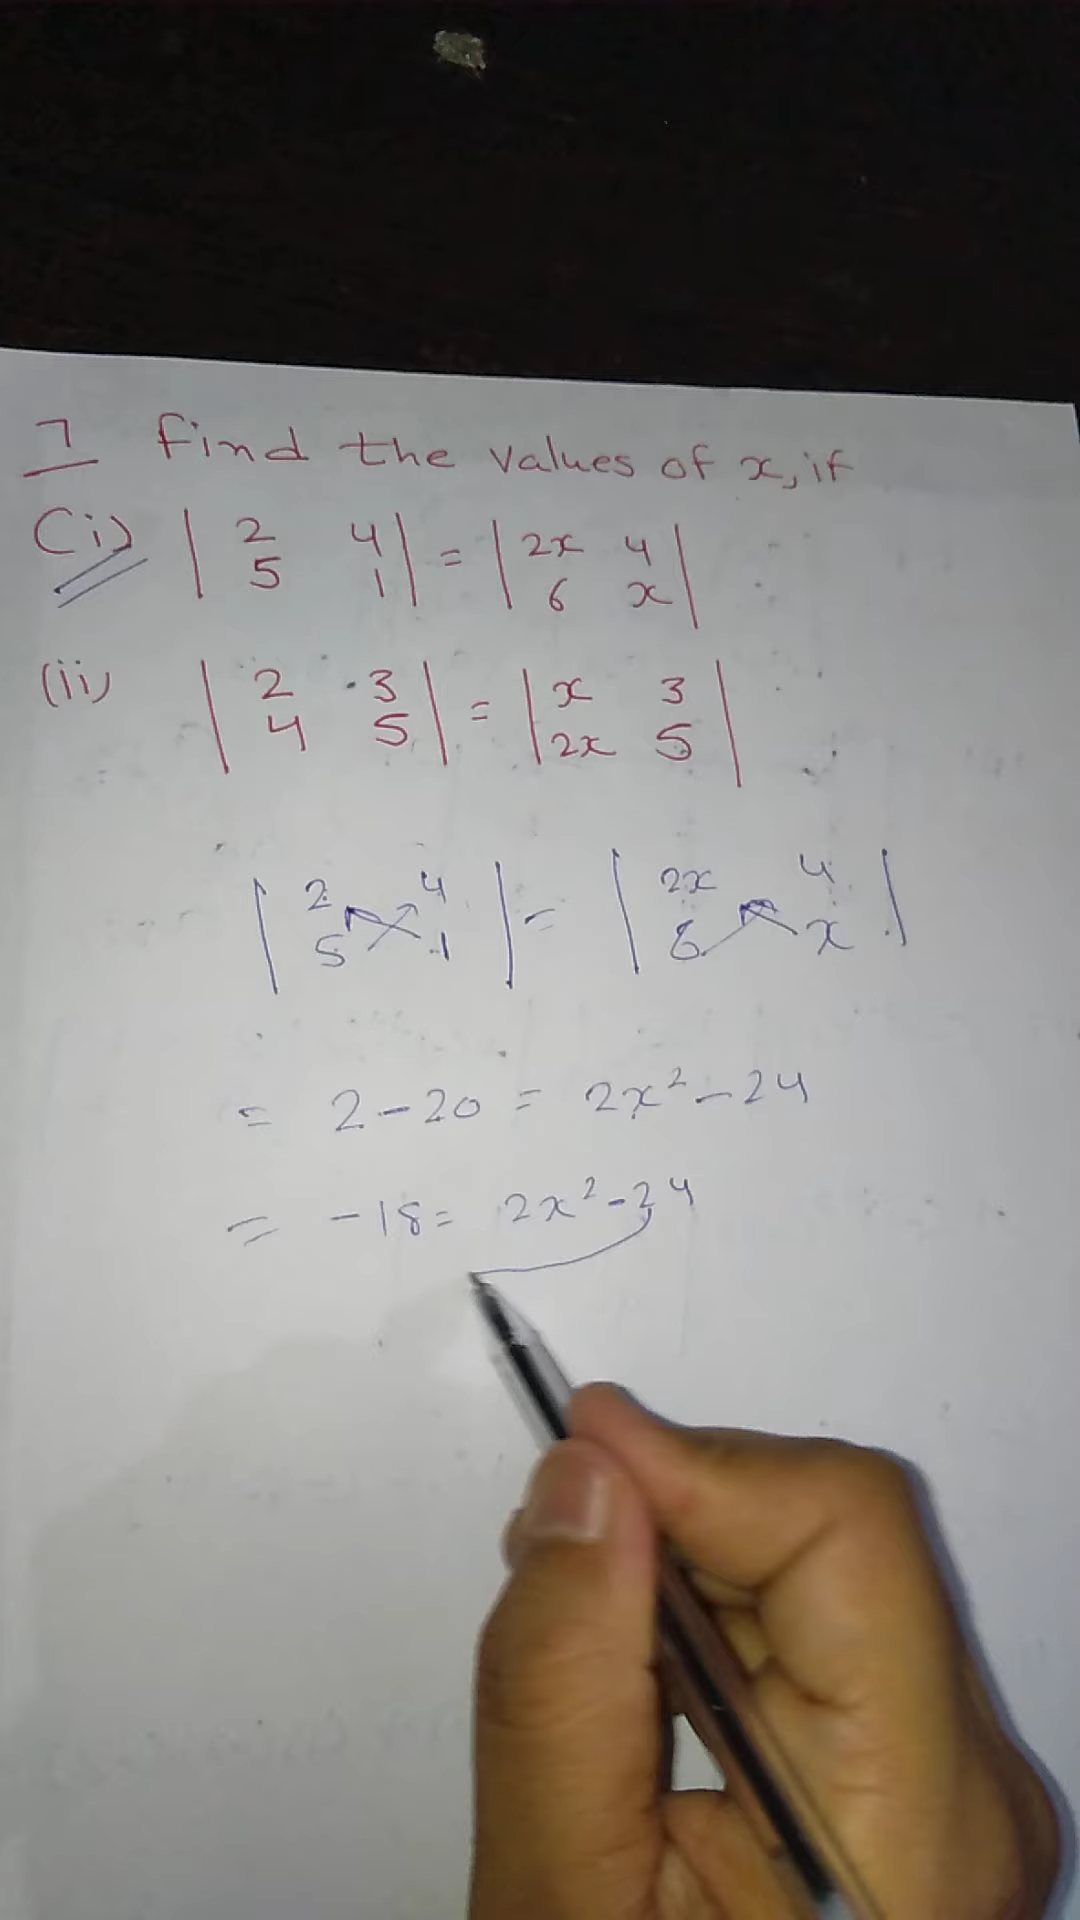 7 Find the values of x, if
(i) | 2 4 | = | 2x 4 |
5 1 6 x
(ii) | 2 3 | = | x 3 |
4 5 2x 5
| 2 4 | = | 2x 4 |
5 1 6 x
= 2 - 20 = 2x² - 24
= - 18 = 2x² - 24